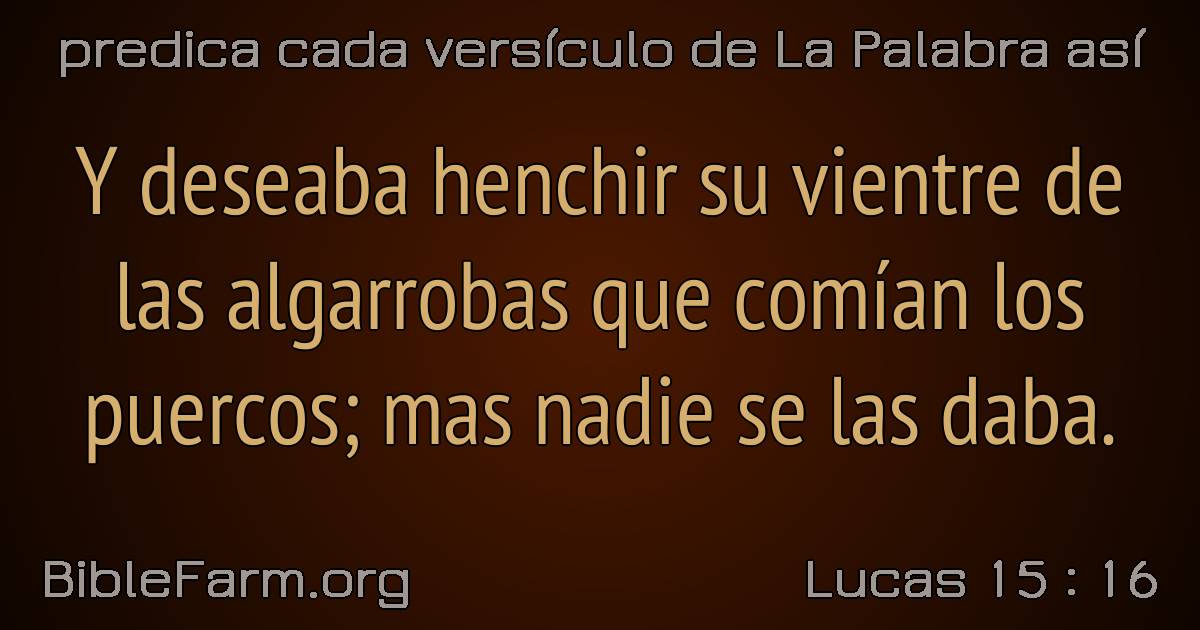 predica cada versículo de La Palabra así
Y deseaba henchir su vientre de
las algarrobas que comían los
puercos; mas nadie se las daba.
BibleFarm.org
Lucas 15 : 16